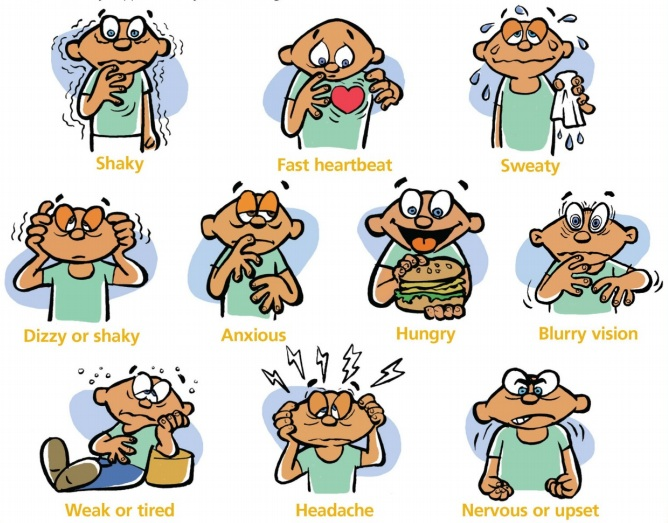 Shaky
Fast heartbeat
Sweaty
Dizzy or shaky
Anxious
Hungry
Blurry vision
Weak or tired
Headache
Nervous or upset